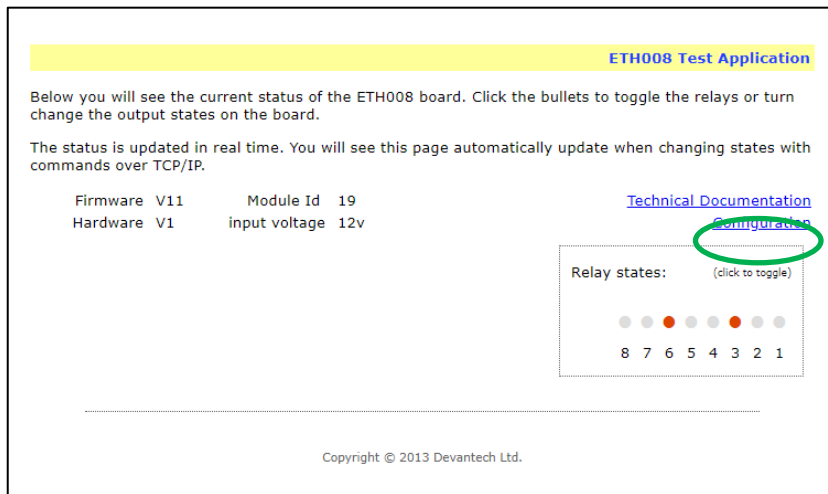 ETH008 Test Application
Below you will see the current status of the ETH008 board. Click the bullets to toggle the relays or turn
change the output states on the board.
The status is updated in real time. You will see this page automatically update when changing states with
commands over TCP/IP.
Firmware V11 Module Id 19 Technical Documentation
Hardware V1 input voltage 12v Configuration
Relay states: (click to toggle)
8 7 6 5 4 3 2 1
Copyright © 2013 Devantech Ltd.